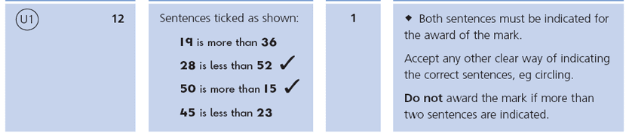 U1 12
Sentences ticked as shown:
19 is more than 36
28 is less than 52 ✓
50 is more than 15 ✓
45 is less than 23
1
◆ Both sentences must be indicated for
the award of the mark.
Accept any other clear way of indicating
the correct sentences, eg circling.
Do not award the mark if more than
two sentences are indicated.